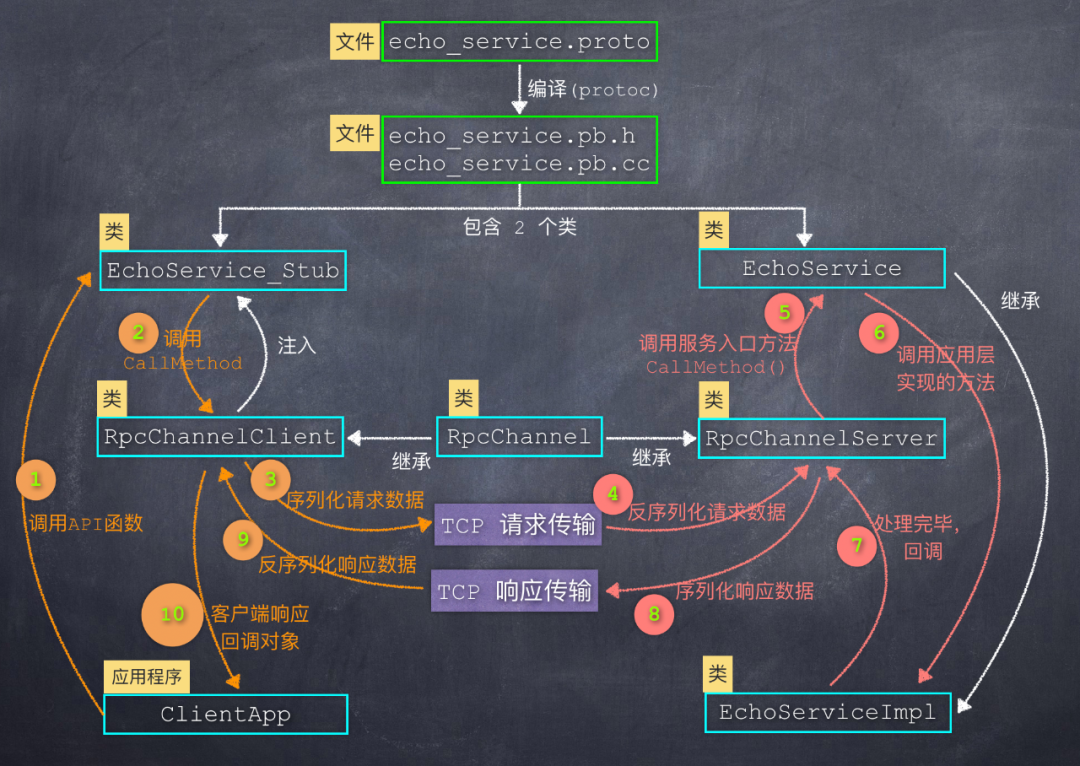 文件
echo_service.proto
编译(protoc)
文件
echo_service.pb.h
echo_service.pb.cc
包含 2 个类
类
EchoService_Stub
类
EchoService
继承
2
调用
CallMethod
注入
5
调用服务入口方法
CallMethod()
6
调用应用层
实现的方法
类
RpcChannelClient
类
RpcChannel
类
RpcChannelServer
继承
继承
1
调用API函数
3
序列化请求数据
TCP 请求传输
4
反序列化请求数据
9
反序列化响应数据
TCP 响应传输
8
序列化响应数据
7
处理完毕,
回调
10
客户端响应
回调对象
应用程序
ClientApp
类
EchoServiceImpl